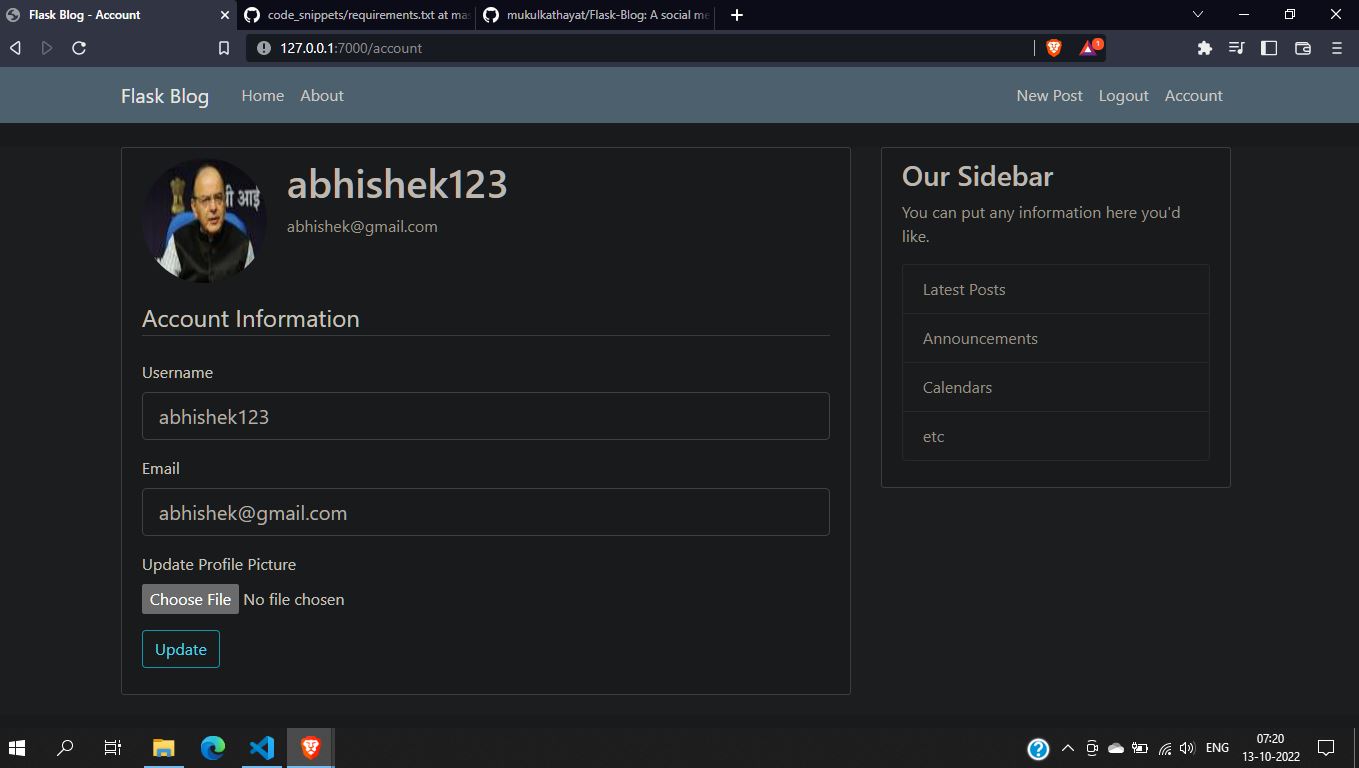 Flask Blog - Account
code_snippets/requirements.txt at mas
mukulkathayat/Flask-Blog: A social me
127.0.0.1:7000/account
1
Flask Blog
Home
About
New Post
Logout
Account
abhishek123
abhishek@gmail.com
ी आई
Account Information
Username
abhishek123
Email
abhishek@gmail.com
Update Profile Picture
Choose File No file chosen
Update
Our Sidebar
You can put any information here you'd
like.
Latest Posts
Announcements
Calendars
etc
ENG
07:20
13-10-2022